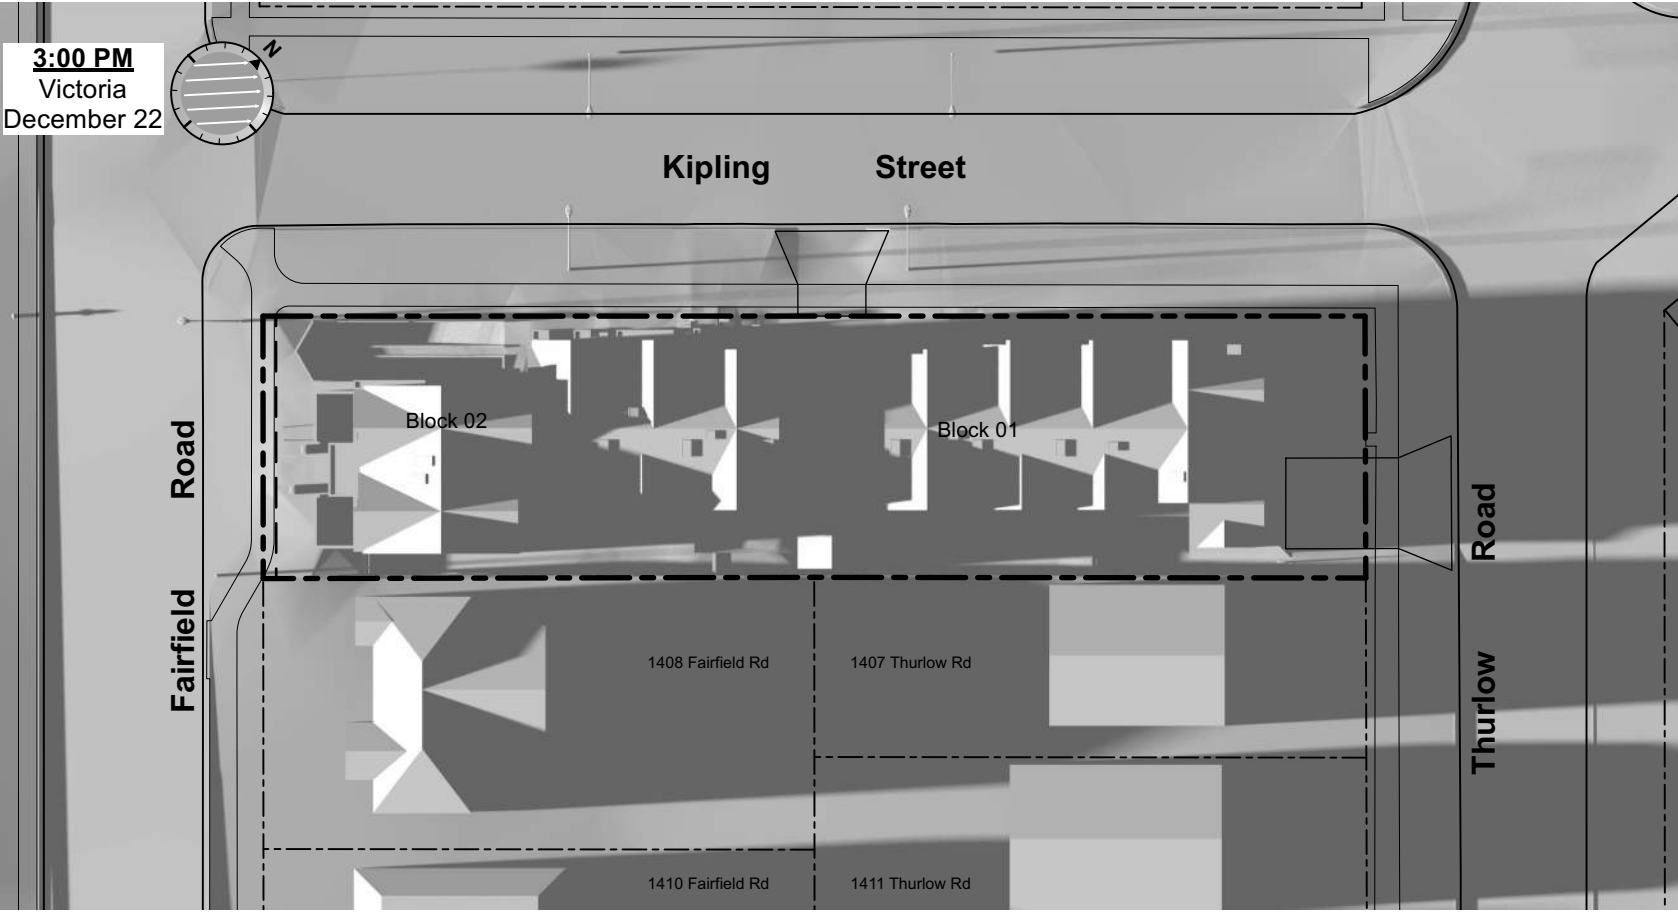 3:00 PM
Victoria
December 22
N
Kipling Street
Block 02
Block 01
Road
Fairfield
Road
Thurlow
1408 Fairfield Rd
1407 Thurlow Rd
1410 Fairfield Rd
1411 Thurlow Rd